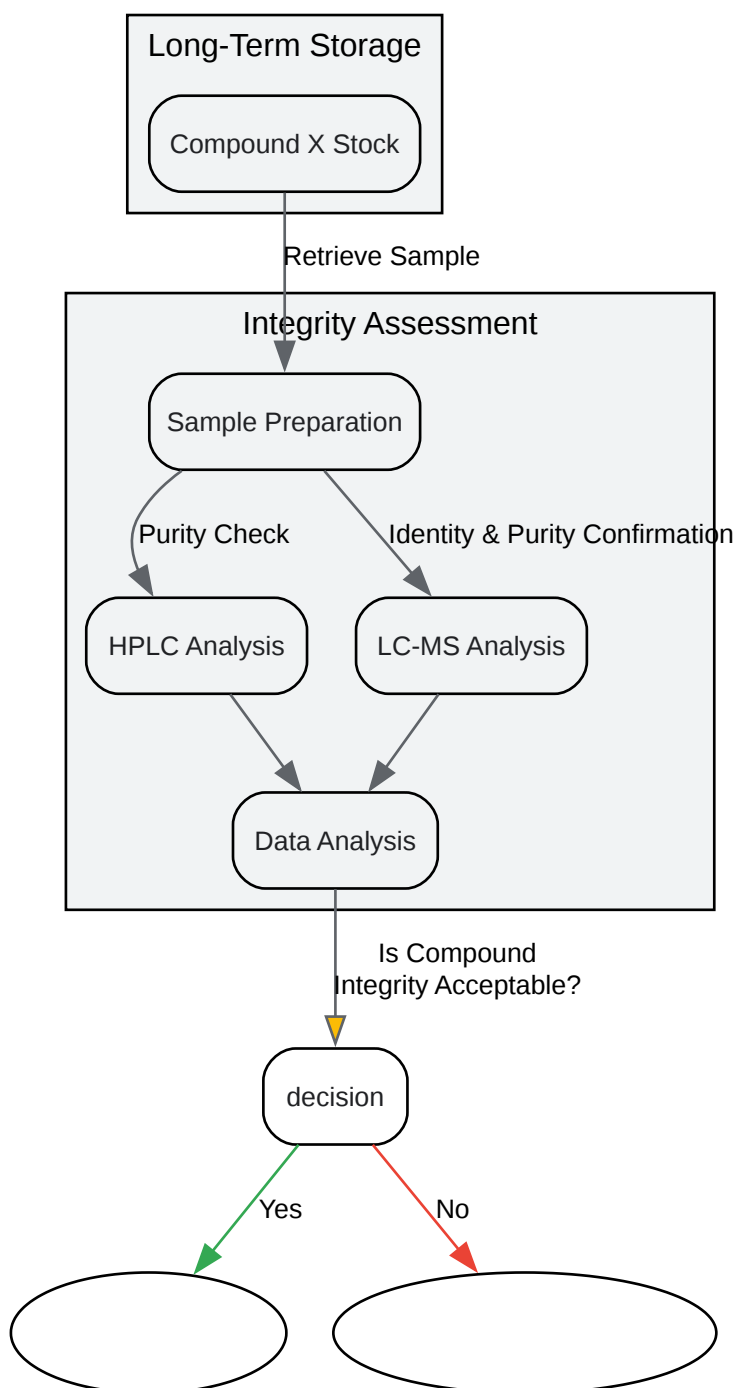 Long-Term Storage
Compound X Stock
Retrieve Sample
Integrity Assessment
Sample Preparation
Purity Check
Identity & Purity Confirmation
HPLC Analysis
LC-MS Analysis
Data Analysis
Is Compound
Integrity Acceptable?
decision
Yes
No